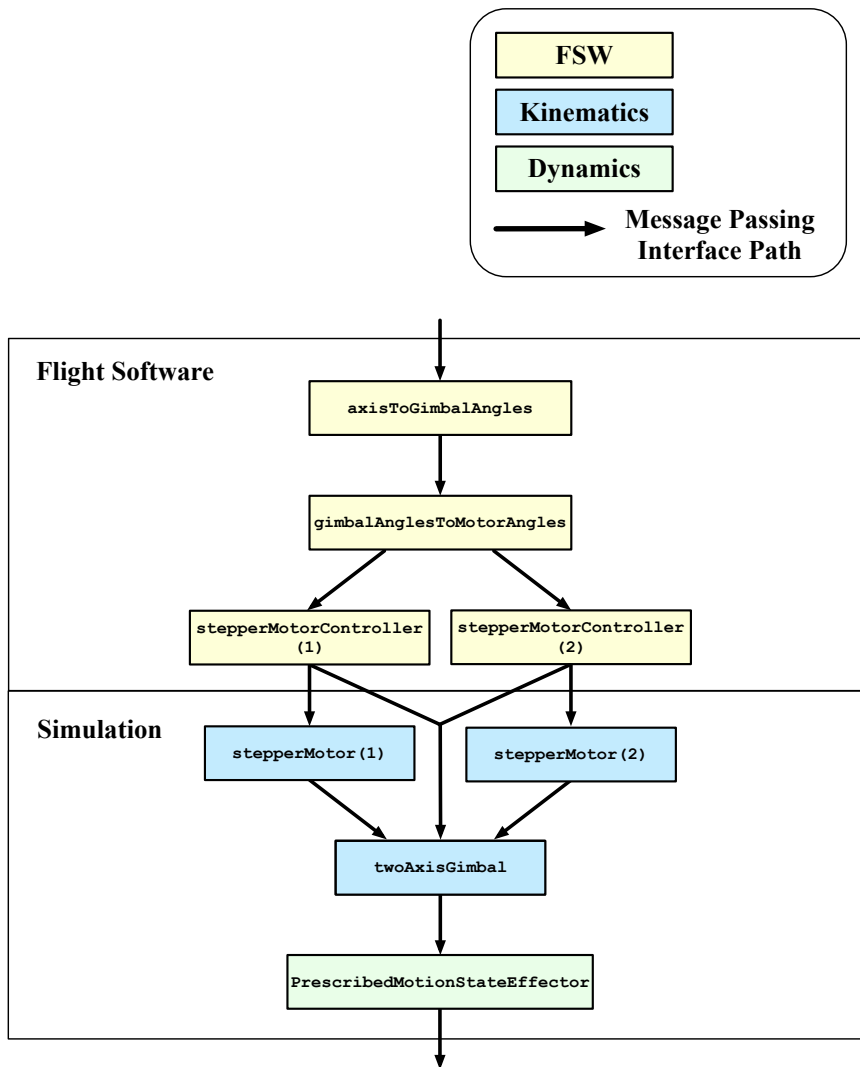 FSW
Kinematics
Dynamics
Message Passing
Interface Path
Flight Software
axisToGimbalAngles
gimbalAnglesToMotorAngles
stepperMotorController
(1)
stepperMotorController
(2)
Simulation
stepperMotor(1)
stepperMotor(2)
twoAxisGimbal
PrescribedMotionStateEffector